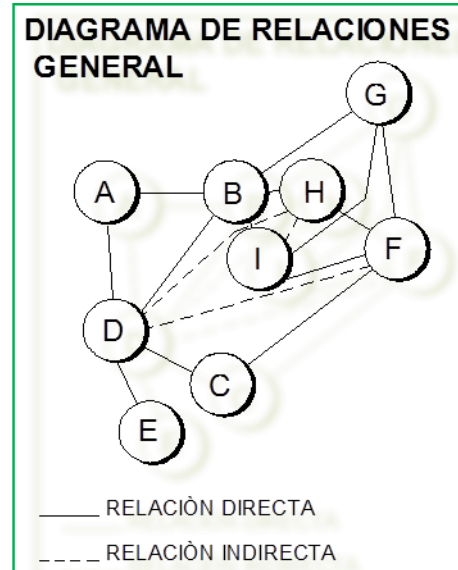 DIAGRAMA DE RELACIONES
GENERAL
G
A
B
H
I
F
D
C
E
RELACIÒN DIRECTA
RELACIÒN INDIRECTA